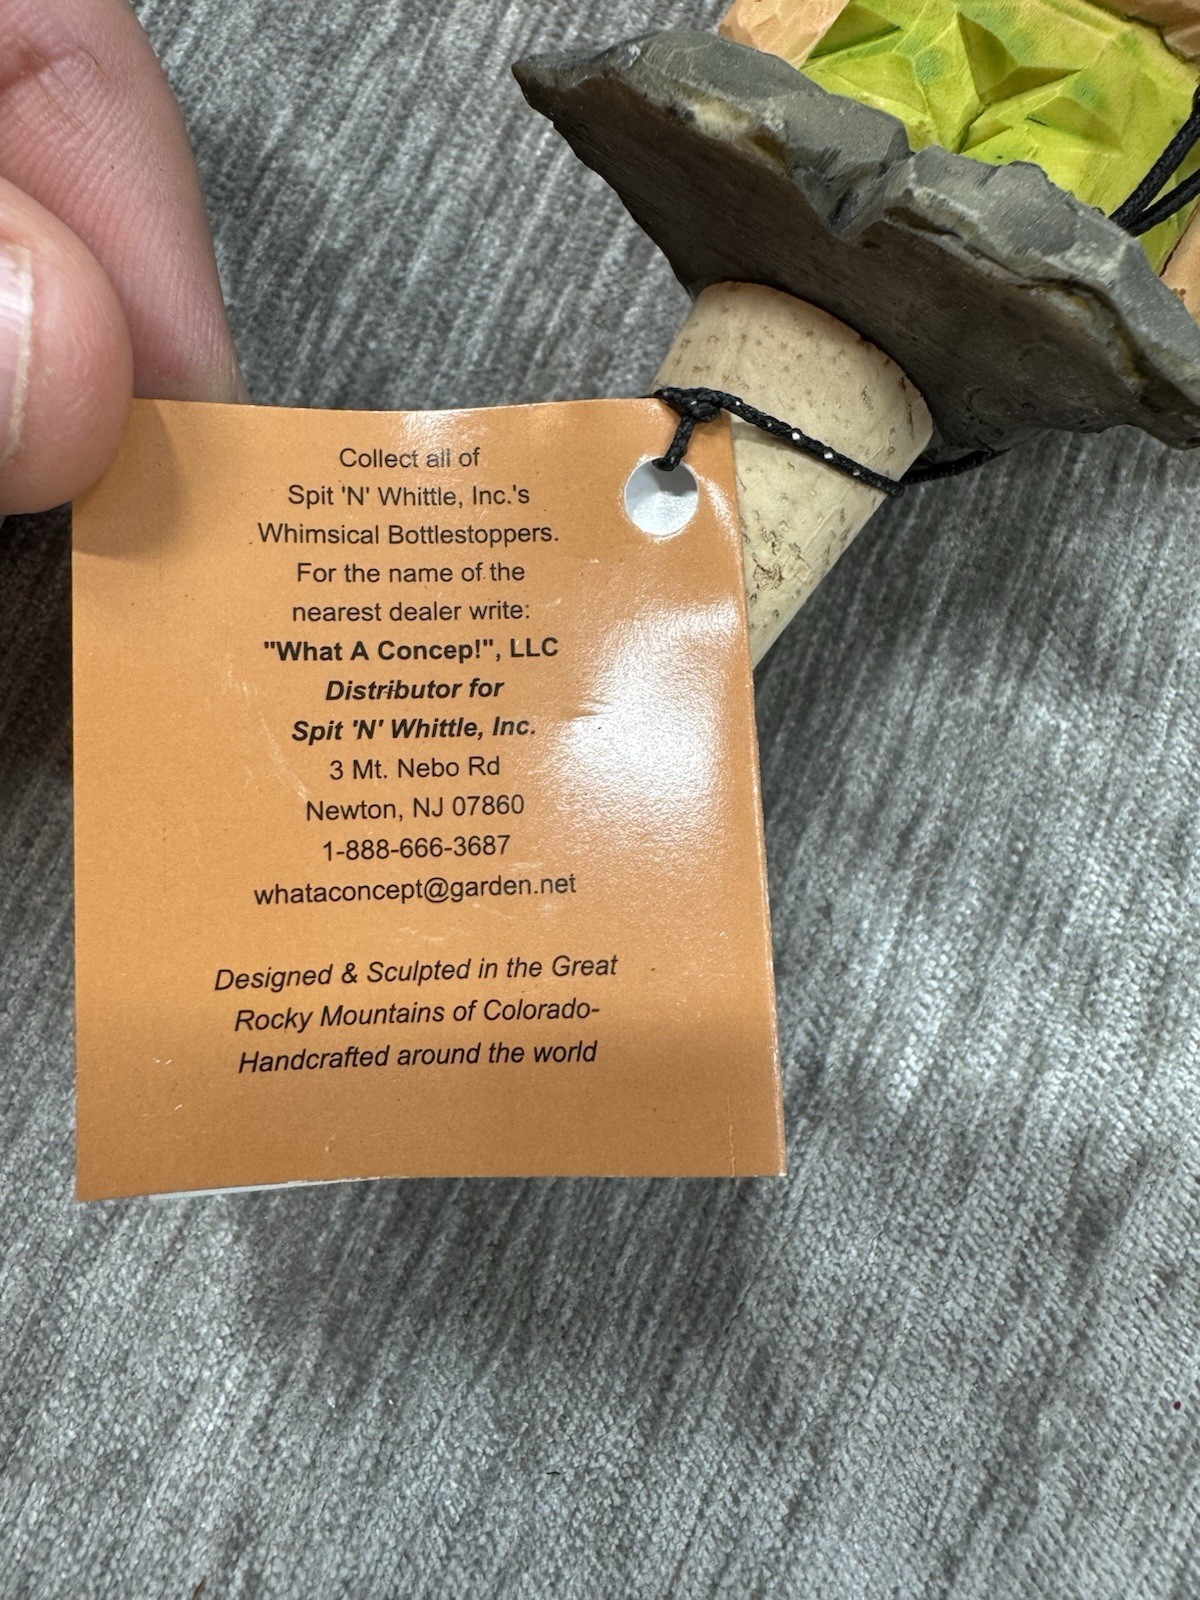 Collect all of
Spit 'N' Whittle, Inc.'s
Whimsical Bottlestoppers.
For the name of the
nearest dealer write:
"What A Concep!", LLC
Distributor for
Spit 'N' Whittle, Inc.
3 Mt. Nebo Rd
Newton, NJ 07860
1-888-666-3687
whataconcept@garden.net
Designed & Sculpted in the Great
Rocky Mountains of Colorado-
Handcrafted around the world